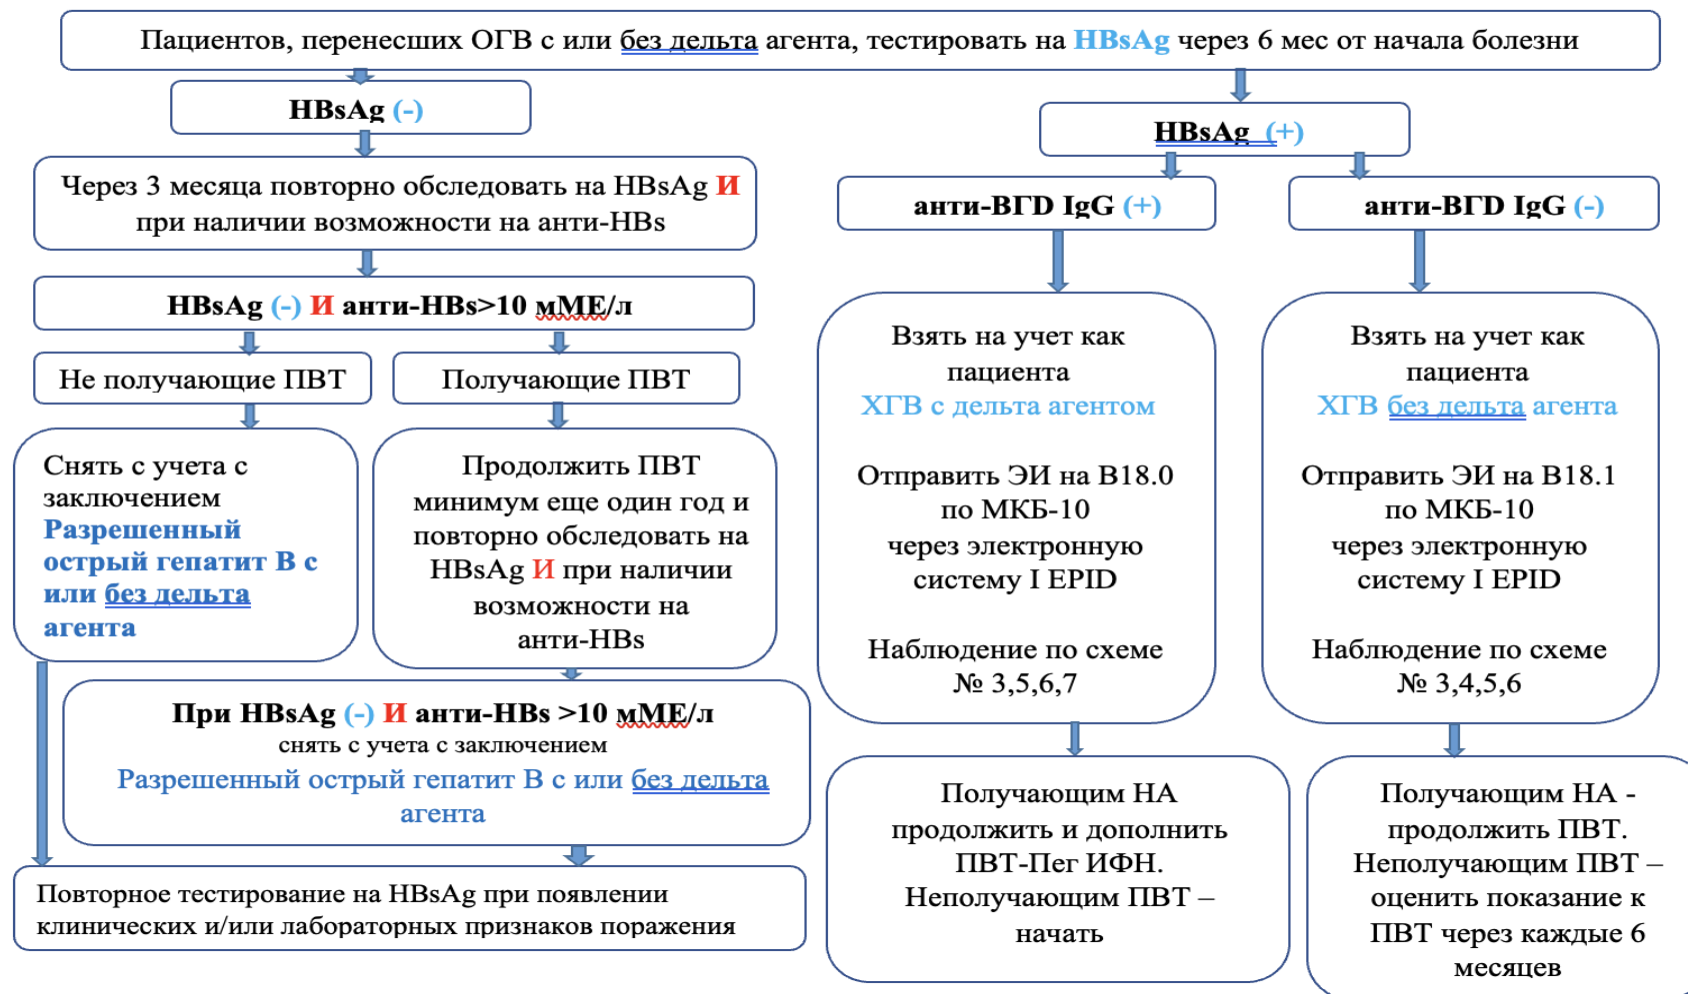 Пациентов, перенесших ОГВ с или без дельта агента, тестировать на HBsAg через 6 мес от начала болезни
HBsAg (-)
Через 3 месяца повторно обследовать на HBsAg И
при наличии возможности на анти-HBs
HBsAg (-) И анти-HBs>10 мМЕ/л
Не получающие ПВТ
Получающие ПВТ
Снять с учета с
заключением
Разрешенный
острый гепатит В с
или без дельта
агента
Продолжить ПВТ
минимум еще один год и
повторно обследовать на
HBsAg И при наличии
возможности на
анти-HBs
При HBsAg (-) И анти-HBs >10 мМЕ/л
снять с учета с заключением
Разрешенный острый гепатит В с или без дельта
агента
Повторное тестирование на HBsAg при появлении
клинических и/или лабораторных признаков поражения
HBsAg (+)
анти-ВГD IgG (+)
Взять на учет как
пациента
ХГВ с дельта агентом
Отправить ЭИ на В18.0
по МКБ-10
через электронную
систему I EPID
Наблюдение по схеме
№ 3,5,6,7
Получающим НА
продолжить и дополнить
ПВТ-Пег ИФН.
Неполучающим ПВТ –
начать
анти-ВГD IgG (-)
Взять на учет как
пациента
ХГВ без дельта агента
Отправить ЭИ на В18.1
по МКБ-10
через электронную
систему I EPID
Наблюдение по схеме
№ 3,4,5,6
Получающим НА -
продолжить ПВТ.
Неполучающим ПВТ –
оценить показание к
ПВТ через каждые 6
месяцев